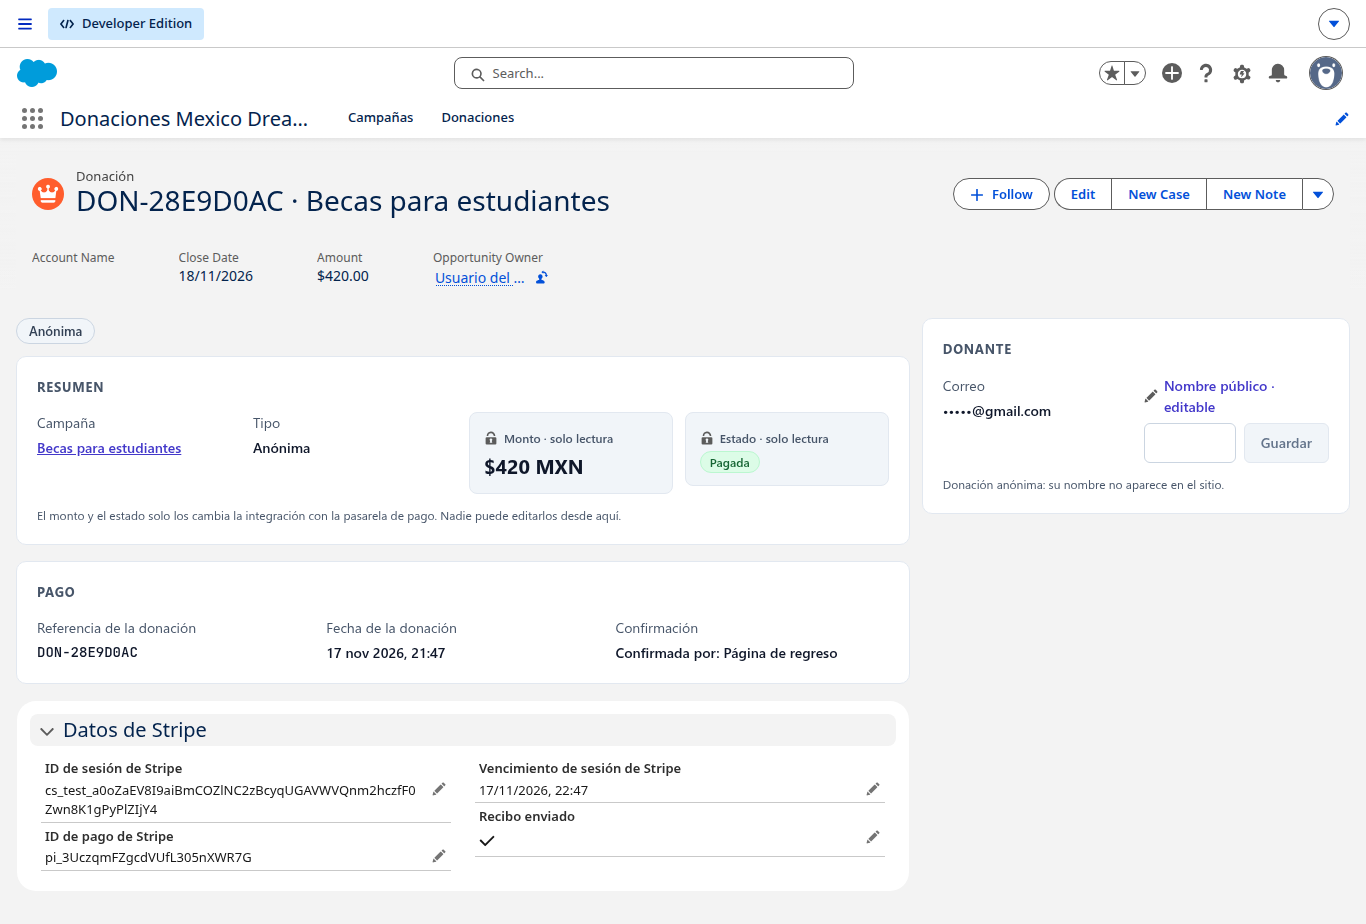 Developer Edition
Search...
Donaciones Mexico Drea...
Campañas
Donaciones
Donación
DON-28E9D0AC · Becas para estudiantes
Follow
Edit
New Case
New Note
Account Name
Close Date
18/11/2026
Amount
$420.00
Opportunity Owner
Usuario del ...
Anónima
RESUMEN
Campaña
Becas para estudiantes
Tipo
Anónima
Monto · solo lectura
$420 MXN
Estado · solo lectura
Pagada
El monto y el estado solo los cambia la integración con la pasarela de pago. Nadie puede editarlos desde aquí.
DONANTE
Correo
•••••@gmail.com
Nombre público ·
editable
Guardar
Donación anónima: su nombre no aparece en el sitio.
PAGO
Referencia de la donación
DON-28E9D0AC
Fecha de la donación
17 nov 2026, 21:47
Confirmación
Confirmada por: Página de regreso
Datos de Stripe
ID de sesión de Stripe
cs_test_a0oZaEV8I9aiBmCOZlNC2zBcyqUGAVWVQnm2hczfF0
Zwn8K1gPyPlZIjY4
Vencimiento de sesión de Stripe
17/11/2026, 22:47
ID de pago de Stripe
pi_3UczqmFZgcdVUfL305nXWR7G
Recibo enviado